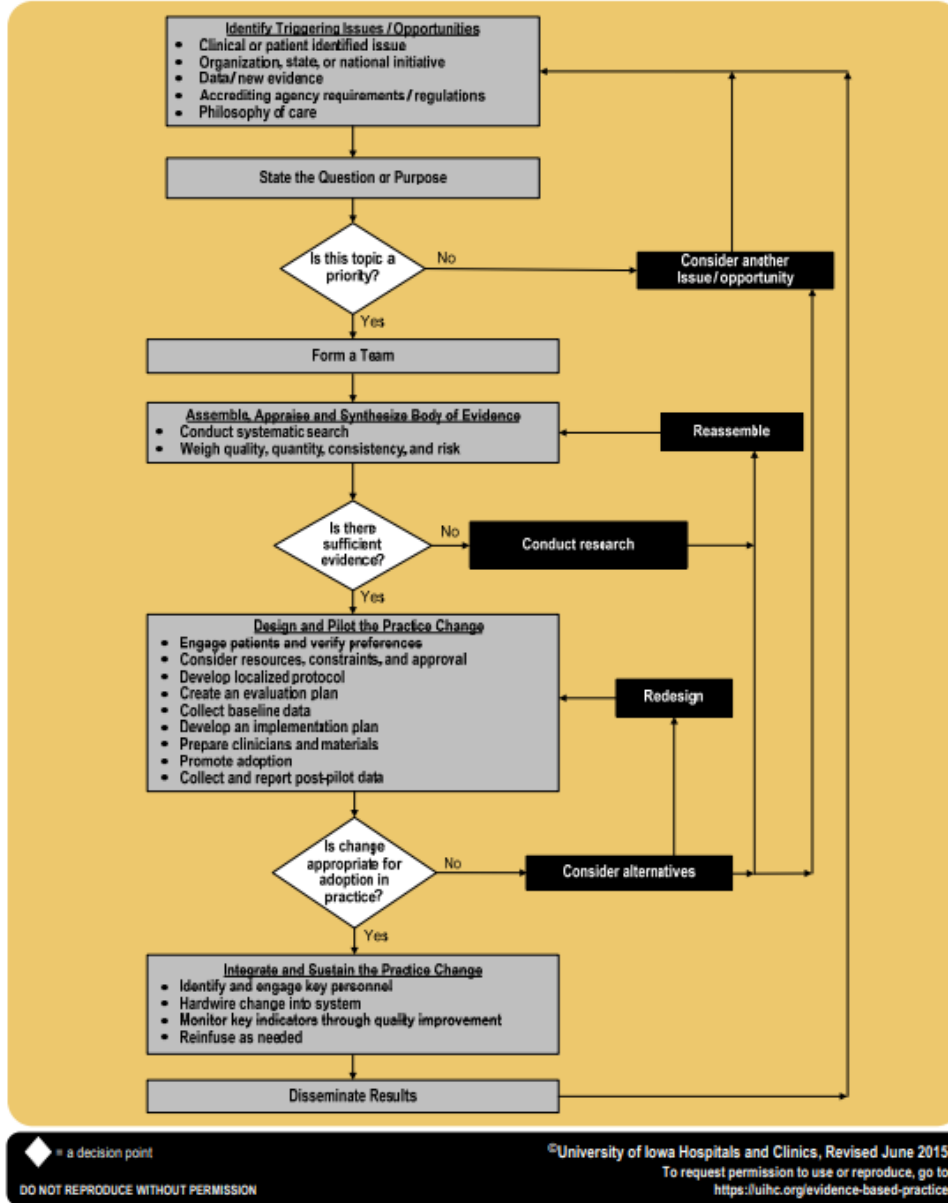 Identify Triggering Issues / Opportunities
• Clinical or patient identified issue
• Organization, state, or national initiative
• Data / new evidence
• Accrediting agency requirements / regulations
• Philosophy of care
State the Question or Purpose
Is this topic a
priority?
No
Consider another
Issue / opportunity
Yes
Form a Team
Assemble, Appraise and Synthesize Body of Evidence
• Conduct systematic search
• Weigh quality, quantity, consistency, and risk
Reassemble
Is there
sufficient
evidence?
No
Conduct research
Yes
Design and Pilot the Practice Change
• Engage patients and verify preferences
• Consider resources, constraints, and approval
• Develop localized protocol
• Create an evaluation plan
• Collect baseline data
• Develop an implementation plan
• Prepare clinicians and materials
• Promote adoption
• Collect and report post-pilot data
Redesign
Is change
appropriate for
adoption in
practice?
No
Consider alternatives
Yes
Integrate and Sustain the Practice Change
• Identify and engage key personnel
• Hardwire change into system
• Monitor key indicators through quality improvement
• Reinfuse as needed
Disseminate Results
= a decision point
DO NOT REPRODUCE WITHOUT PERMISSION
©University of Iowa Hospitals and Clinics, Revised June 2015
To request permission to use or reproduce, go to
https://uihc.org/evidence-based-practice